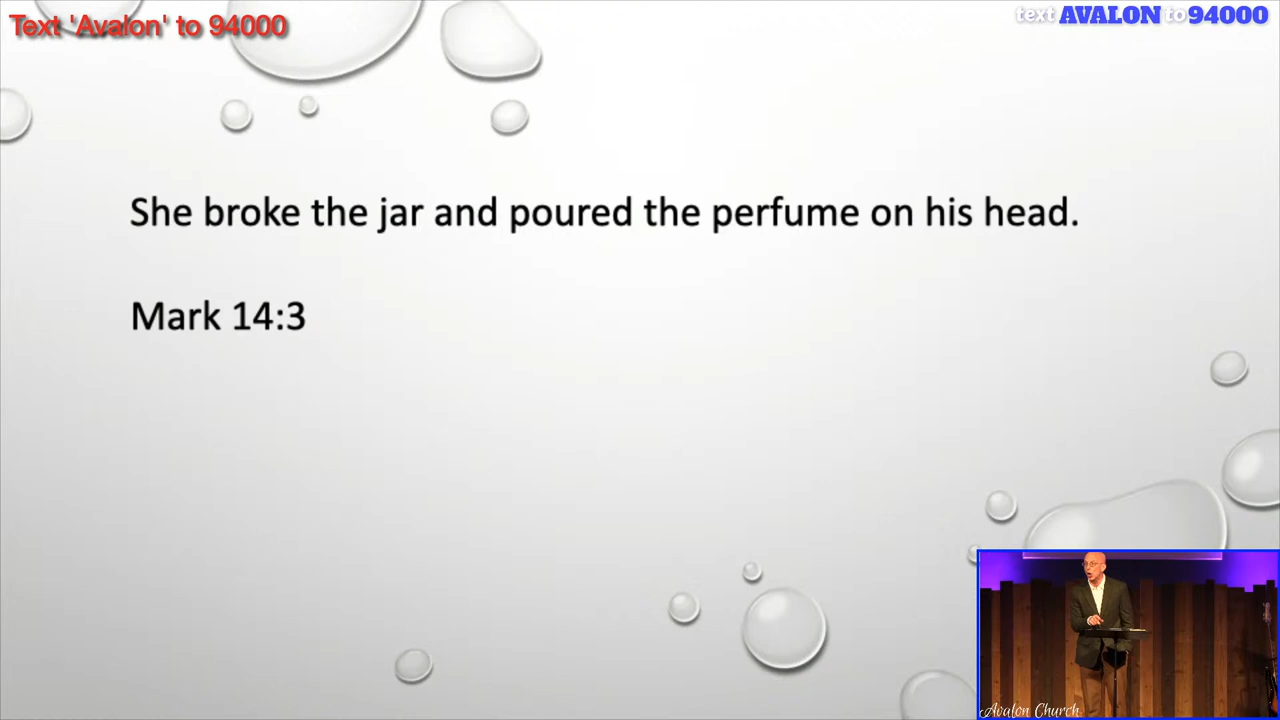 Text 'Avalon' to 94000
text AVALON to 94000
She broke the jar and poured the perfume on his head.
Mark 14:3
Avalon Church